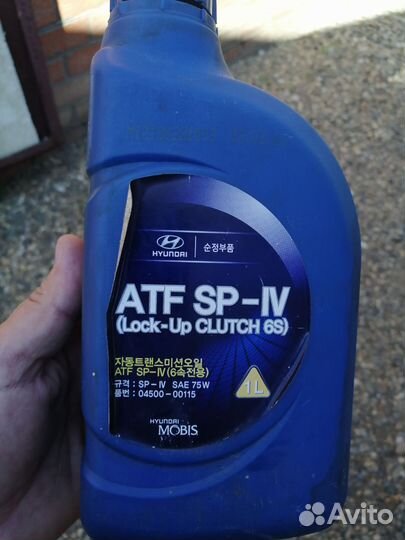 HYUNDAI
순정부품
ATF SP-IV
(Lock-Up CLUTCH 6S)
자동트랜스미션오일
ATF SP-IV(6속전용)
규격 : SP-IV SAE 75W
품번 : 04500-00115
1L
HYUNDAI
MOBIS
Avito